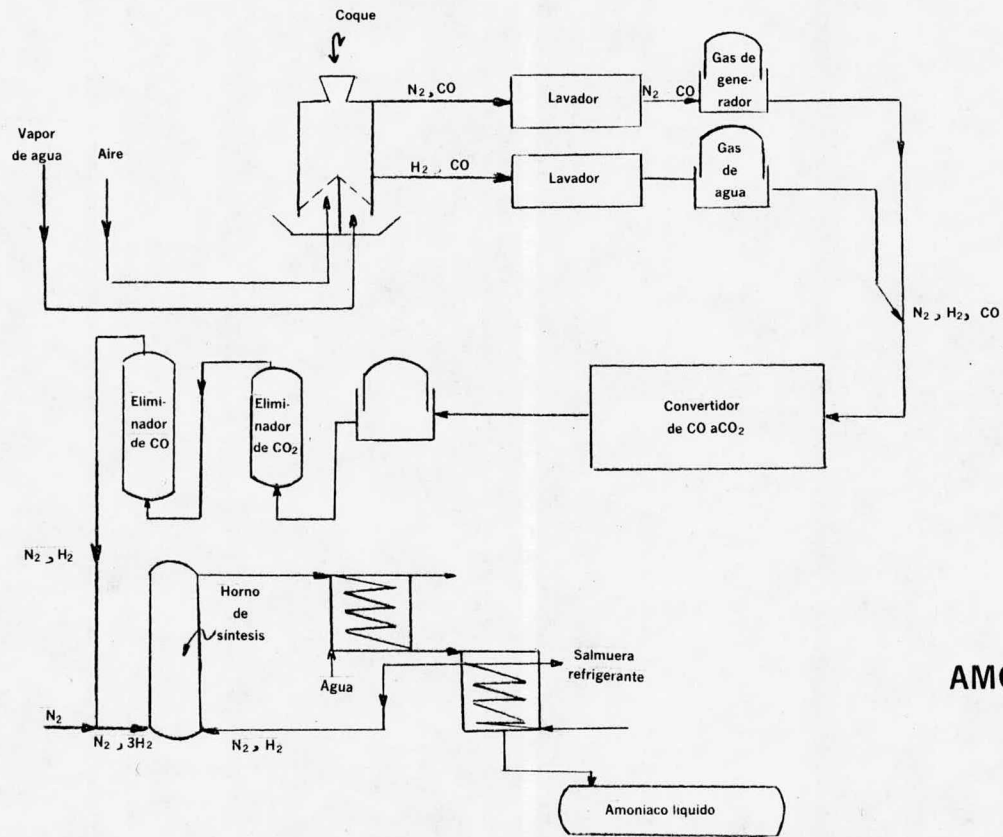 Coque
Vapor
de agua
Aire
N₂, CO
Lavador
N₂ CO
Gas de
gene-
rador
H₂, CO
Lavador
Gas
de
agua
N₂, H₂, CO
Elimi-
nador
de CO
Elimi-
nador
de CO₂
Convertidor
de CO aCO₂
N₂, H₂
Horno
de
síntesis
Agua
Salmuera
refrigerante
AMO
N₂
N₂, 3H₂
N₂, H₂
Amoniaco líquido